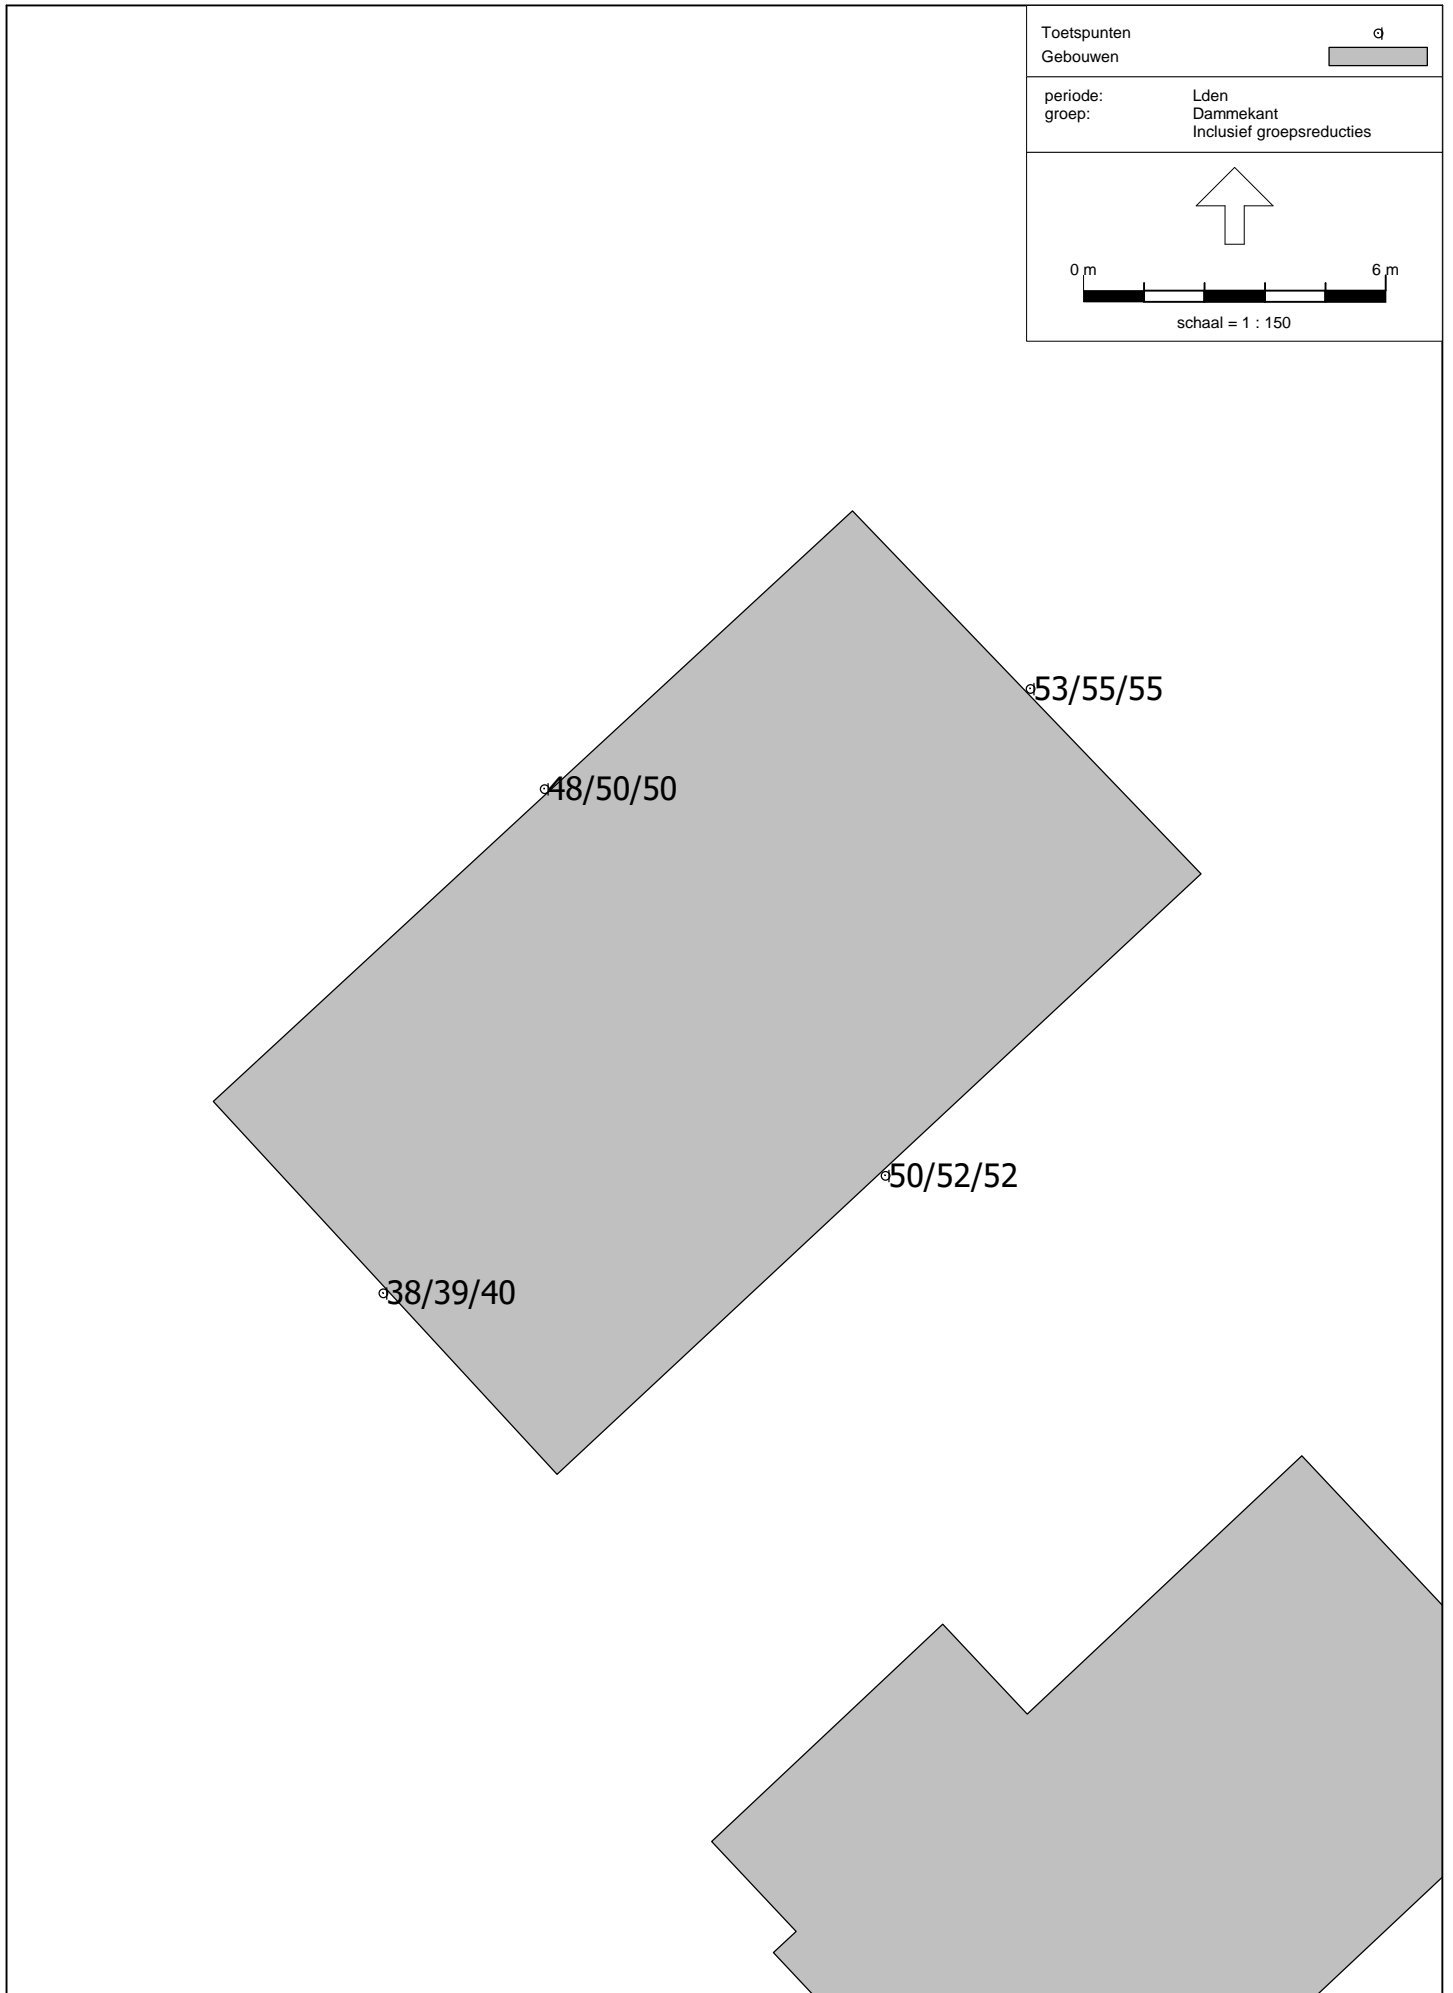 Toetspunten
Gebouwen
periode: Lden
groep: Dammekant
Inclusief groepsreducties
0 m 6 m
schaal = 1 : 150
53/55/55
48/50/50
50/52/52
38/39/40